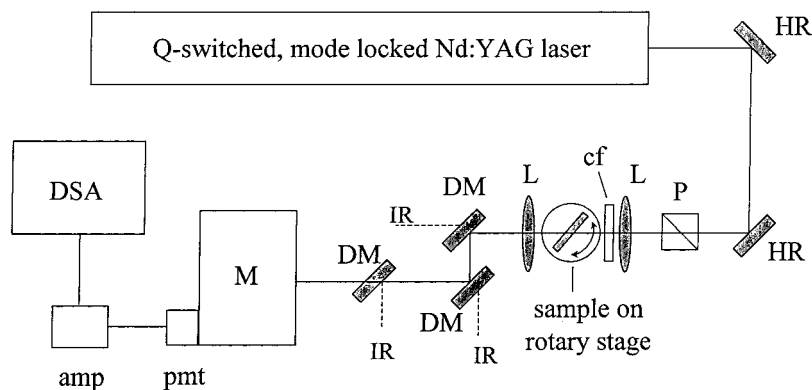 HR
Q-switched, mode locked Nd:YAG laser
DSA
cf
L
L
P
DM
IR
DM
M
DM
HR
sample on
rotary stage
IR
IR
amp
pmt